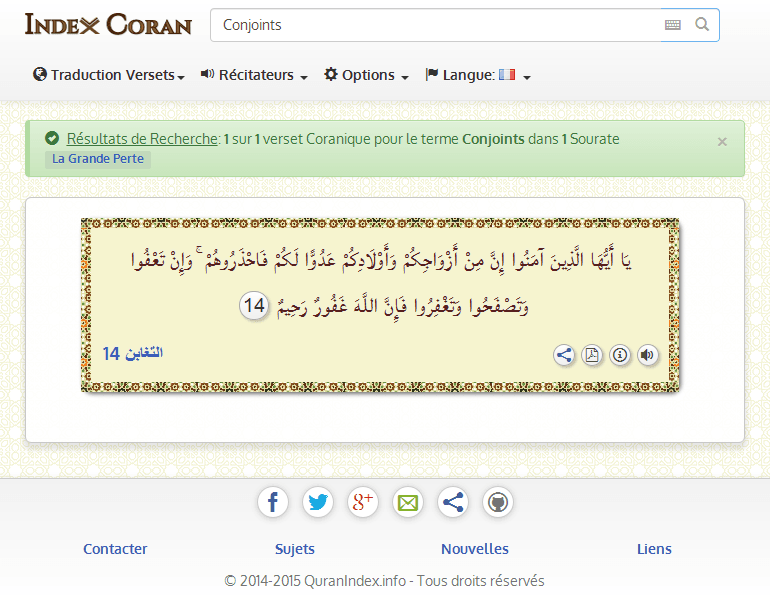 Index Coran
Conjoints
Traduction Versets
Récitateurs
Options
Langue:
Résultats de Recherche: 1 sur 1 verset Coranique pour le terme Conjoints dans 1 Sourate
×
La Grande Perte
يَا أَيُّهَا الَّذِينَ آمَنُوا إِنَّ مِنْ أَزْوَاجِكُمْ وَأَوْلَادِكُمْ عَدُوًّا لَكُمْ فَاحْذَرُوهُمْ ۚ وَإِنْ تَعْفُوا
وَتَصْفَحُوا وَتَغْفِرُوا فَإِنَّ اللَّهَ غَفُورٌ رَحِيمٌ 14
التغابن 14
Contacter
Sujets
Nouvelles
Liens
© 2014-2015 QuranIndex.info - Tous droits réservés